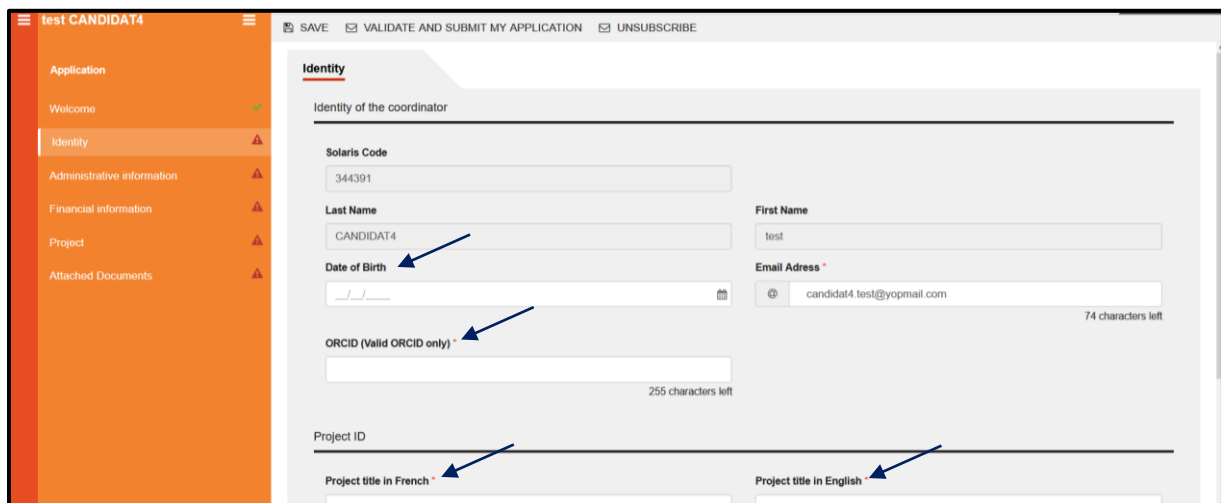 test CANDIDAT4
SAVE VALIDATE AND SUBMIT MY APPLICATION UNSUBSCRIBE
Application
Welcome
Identity
Administrative information
Financial information
Project
Attached Documents
Identity
Identity of the coordinator
Solaris Code
344391
Last Name First Name
CANDIDAT4 test
Date of Birth Email Adress *
__/__/____ @ candidat4.test@yopmail.com
74 characters left
ORCID (Valid ORCID only) *
255 characters left
Project ID
Project title in French * Project title in English *